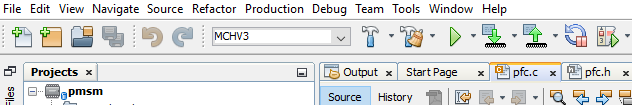 File Edit View Navigate Source Refactor Production Debug Team Tools Window Help
MCHV3
Projects Output Start Page pfc.c pfc.h
Files
Source History
pmsm